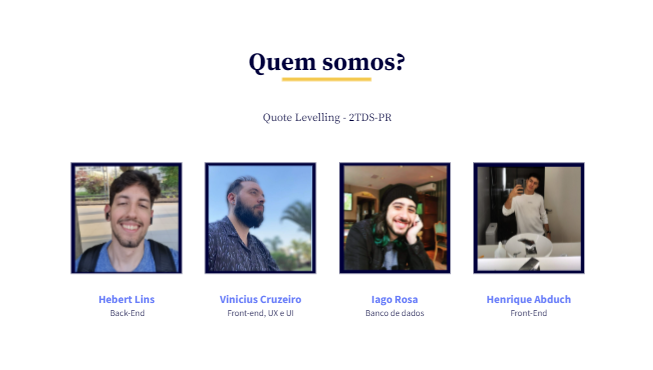 Quem somos?
Quote Levelling - 2TDS-PR
Hebert Lins
Back-End
Vinicius Cruzeiro
Front-end, UX e UI
Iago Rosa
Banco de dados
Henrique Abduch
Front-End